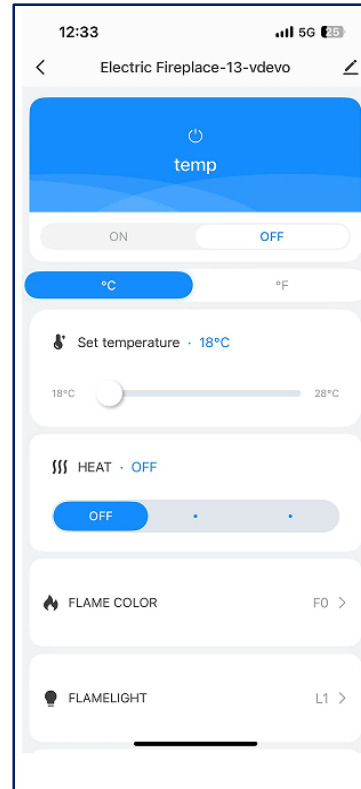 12:33 5G 25
Electric Fireplace-13-vdevo
temp
ON OFF
°C °F
Set temperature · 18°C
18°C 28°C
HEAT · OFF
OFF
FLAME COLOR F0
FLAMELIGHT L1